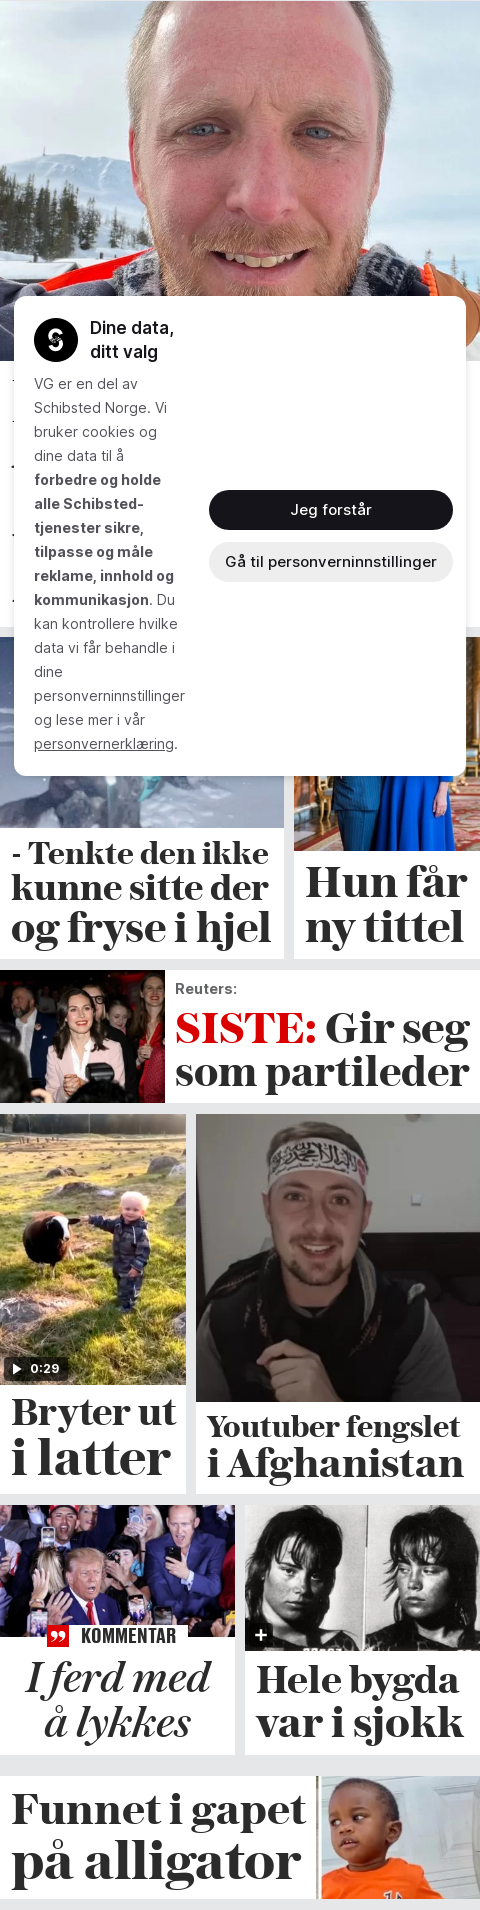 Dine data,
ditt valg
VG er en del av
Schibsted Norge. Vi
bruker cookies og
dine data til å
forbedre og holde
alle Schibsted-
tjenester sikre,
tilpasse og måle
reklame, innhold og
kommunikasjon. Du
kan kontrollere hvilke
data vi får behandle i
dine
personverninnstillinger
og lese mer i vår
personvernerklæring.
Jeg forstår
Gå til personverninnstillinger
- Tenkte den ikke
kunne sitte der
og fryse i hjel
Hun får
ny tittel
Reuters:
SISTE: Gir seg
som partileder
0:29
Bryter ut
i latter
Youtuber fengslet
i Afghanistan
KOMMENTAR
I ferd med
å lykkes
Hele bygda
var i sjokk
Funnet i gapet
på alligator